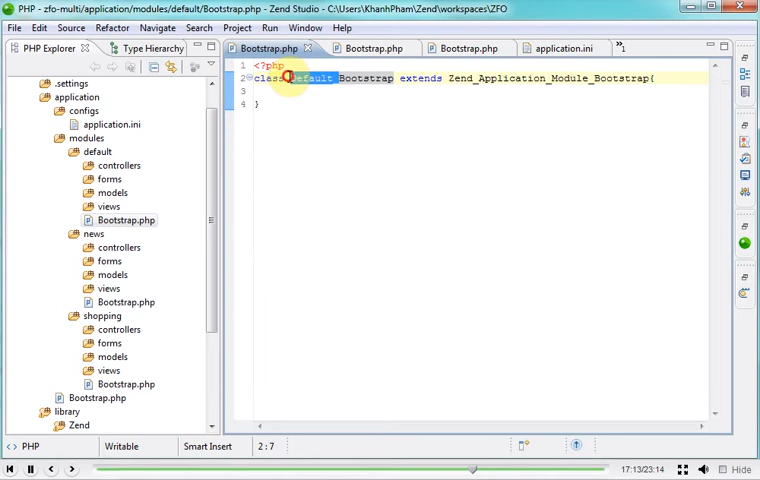 PHP - zfo-multi/application/modules/default/Bootstrap.php - Zend Studio - C:\Users\KhanhPham\Zend\workspaces\ZFO
File Edit Source Refactor Navigate Search Project Run Window Help
PHP Explorer Type Hierarchy
Bootstrap.php Bootstrap.php Bootstrap.php application.ini »1
.settings
application
configs
application.ini
modules
default
controllers
forms
models
views
Bootstrap.php
news
controllers
forms
models
views
Bootstrap.php
shopping
controllers
forms
models
views
Bootstrap.php
Bootstrap.php
library
Zend
1 <?php
2 class Default_Bootstrap extends Zend_Application_Module_Bootstrap{
3
4 }
PHP Writable Smart Insert 2 : 7
17:13/23:14 Hide